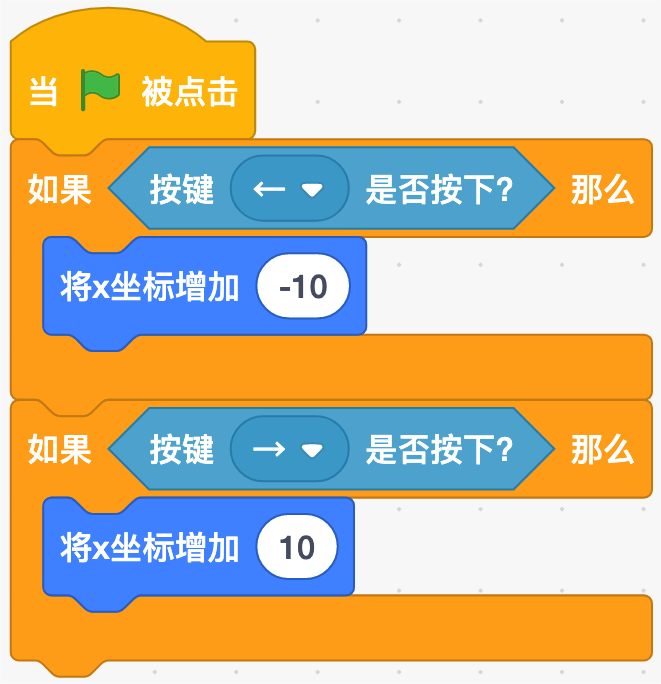 当 被点击
如果 按键 ← 是否按下? 那么
将x坐标增加 -10
如果 按键 → 是否按下? 那么
将x坐标增加 10